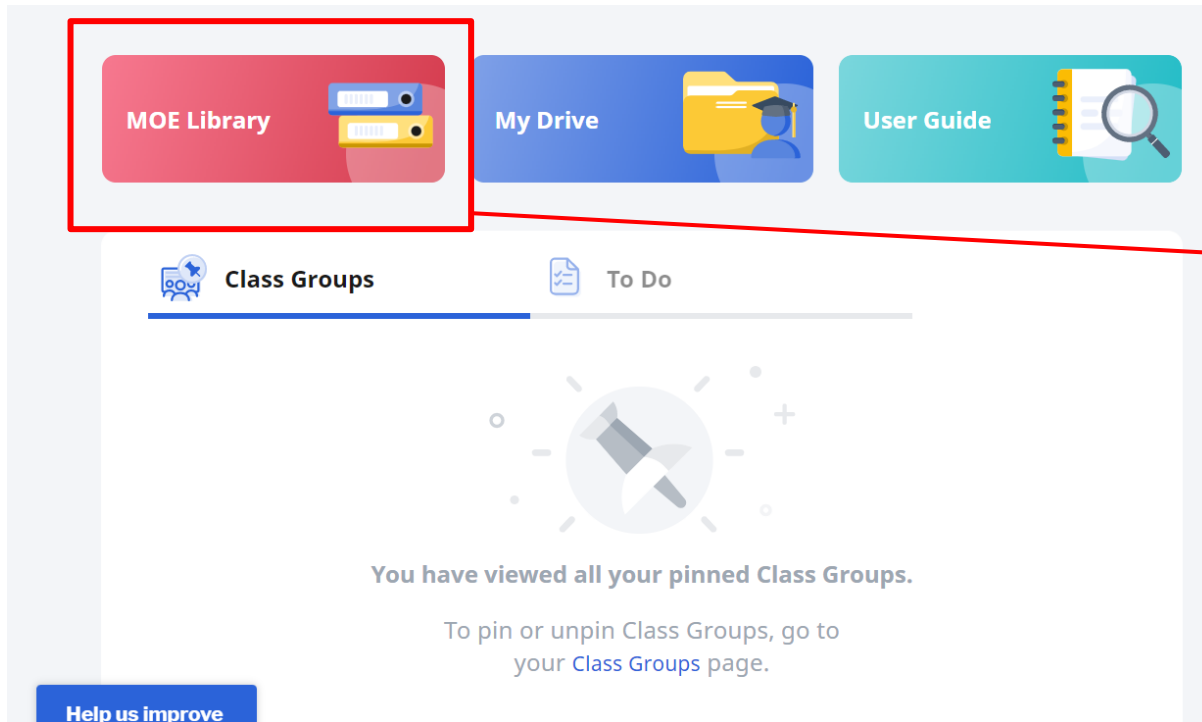 MOE Library
My Drive
User Guide
Class Groups
To Do
You have viewed all your pinned Class Groups.
To pin or unpin Class Groups, go to
your Class Groups page.
Help us improve